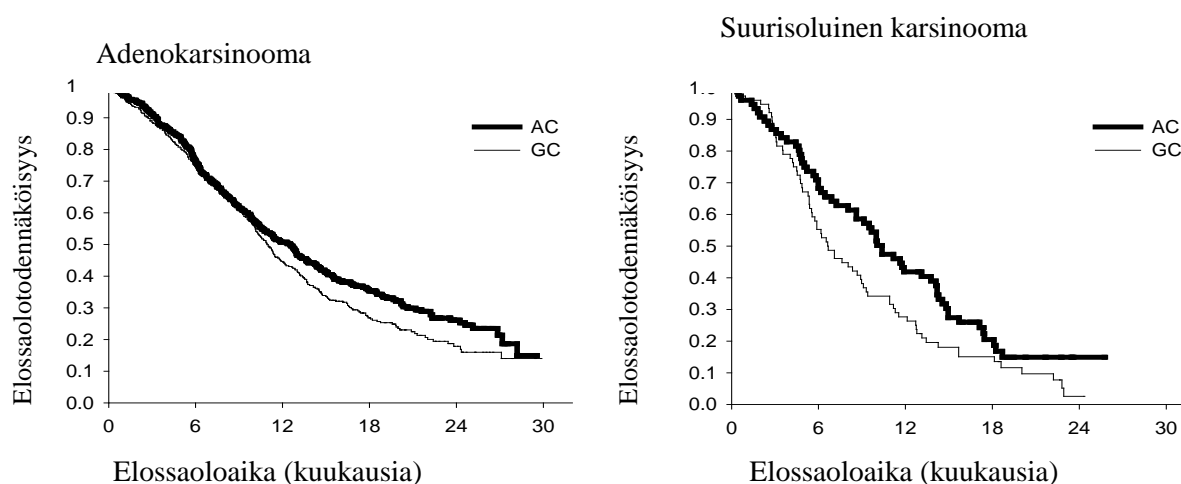 Adenokarsinooma
Elossaolotodennäköisyys
1
0.9
0.8
0.7
0.6
0.5
0.4
0.3
0.2
0.1
0.0
AC
GC
0 6 12 18 24 30
Elossaoloaika (kuukausia)
Suurisoluinen karsinooma
Elossaolotodennäköisyys
1.0
0.9
0.8
0.7
0.6
0.5
0.4
0.3
0.2
0.1
0.0
AC
GC
0 6 12 18 24 30
Elossaoloaika (kuukausia)